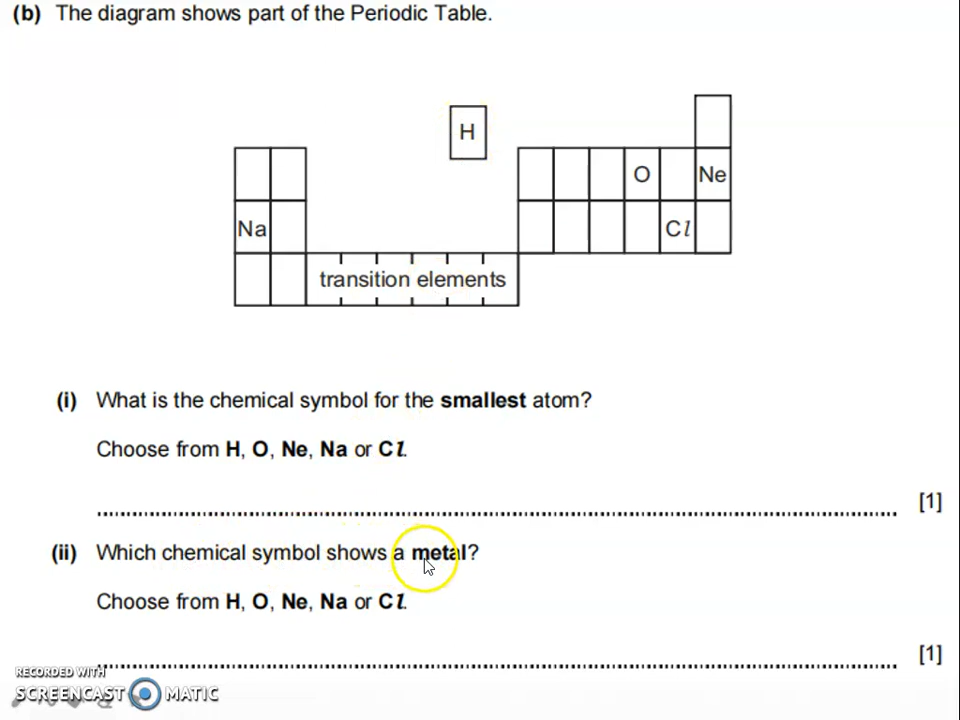 (b) The diagram shows part of the Periodic Table.
H
O Ne
Na Cl
transition elements
(i) What is the chemical symbol for the smallest atom?
Choose from H, O, Ne, Na or Cl.
[1]
(ii) Which chemical symbol shows a metal?
Choose from H, O, Ne, Na or Cl.
[1]
RECORDED WITH
SCREENCAST MATIC